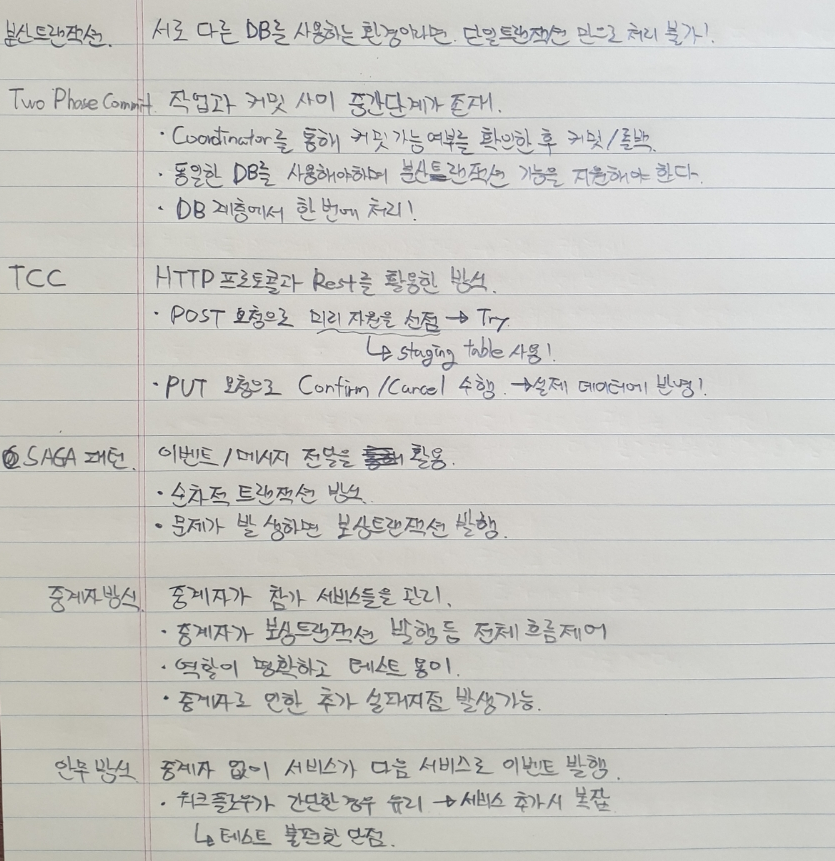 분산트랜잭션. 서로 다른 DB를 사용하는 환경이라면 단일트랜잭션 만으로 처리 불가!
Two Phase Commit. 작업과 커밋 사이 중간단계가 존재!
· Coordinator를 통해 커밋 가능 여부를 확인한 후 커밋/롤백.
· 동일한 DB를 사용해야하며 분산트랜잭션 기능을 지원해야 한다.
· DB 계층에서 한 번에 처리!
TCC HTTP 프로토콜과 Rest를 활용한 방식.
· POST 요청으로 미리 자원을 선점 → Try.
↳ staging table 사용!
· PUT 요청으로 Confirm / Cancel 수행. → 실제 데이터에 반영!
SAGA 패턴. 이벤트/메시지 전달을 활용.
· 순차적 트랜잭션 방식
· 문제가 발생하면 보상트랜잭션 발행.
중계자방식. 중계자가 참가 서비스들을 관리.
· 중계자가 보상트랜잭션 발행 등 전체 흐름제어
· 역할이 명확하고 테스트 용이.
· 중계자로 인한 추가 실패지점 발생가능.
안무 방식. 중계자 없이 서비스가 다음 서비스로 이벤트 발행.
· 워크플로우가 간단한 경우 유리 → 서비스 추가시 복잡
↳ 테스트 불편한 단점.